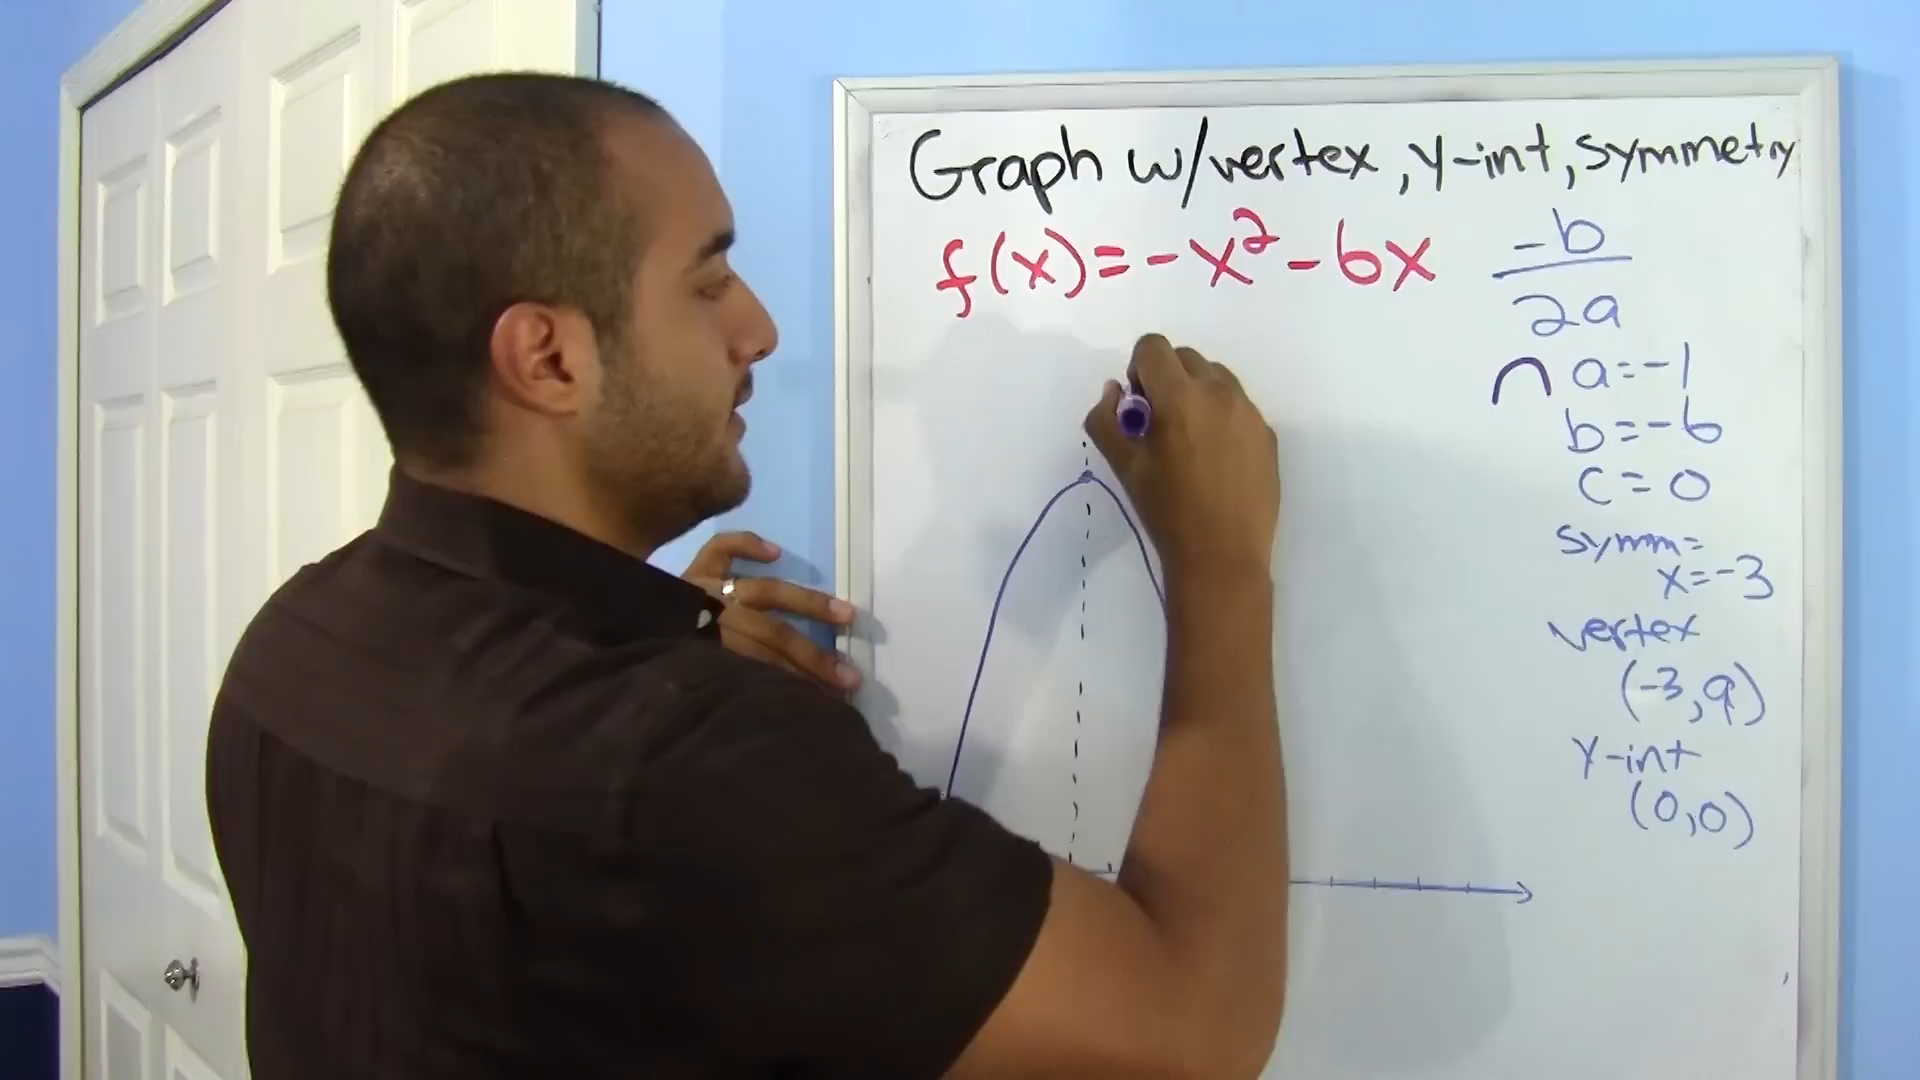 Graph w/vertex, y-int, symmetry
f(x) = -x² - 6x
-b
2a
a=-1
b=-6
c=0
symm=
x=-3
vertex
(-3,9)
y-int
(0,0)